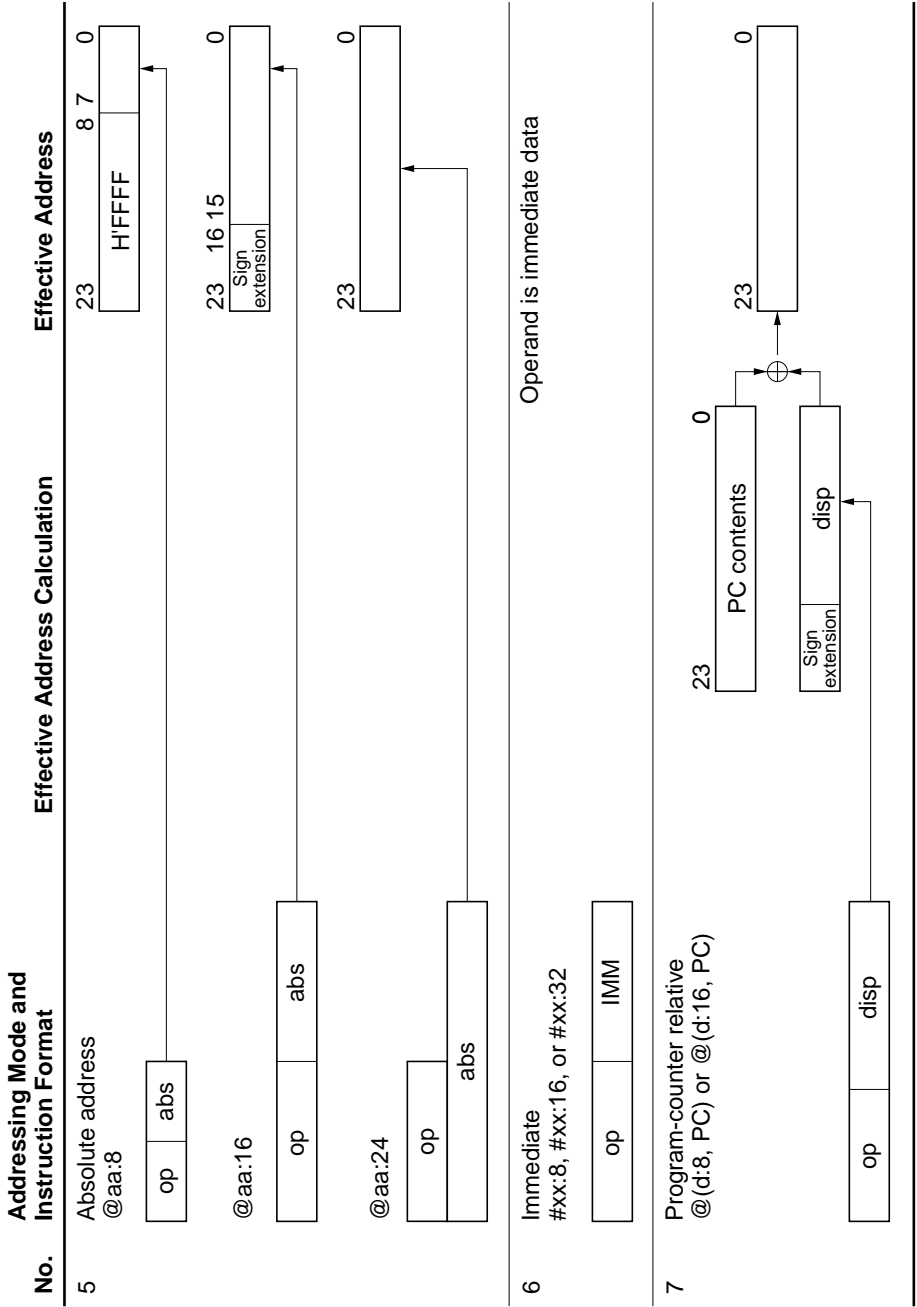 No.
Addressing Mode and
Instruction Format
Effective Address Calculation
Effective Address
5
Absolute address
@aa:8
op
abs
23
8 7
0
H'FFFF
@aa:16
op
abs
23
16 15
0
Sign
extension
@aa:24
op
abs
23
0
6
Immediate
#xx:8, #xx:16, or #xx:32
op
IMM
Operand is immediate data
7
Program-counter relative
@(d:8, PC) or @(d:16, PC)
op
disp
23
0
PC contents
Sign
extension
disp
23
0